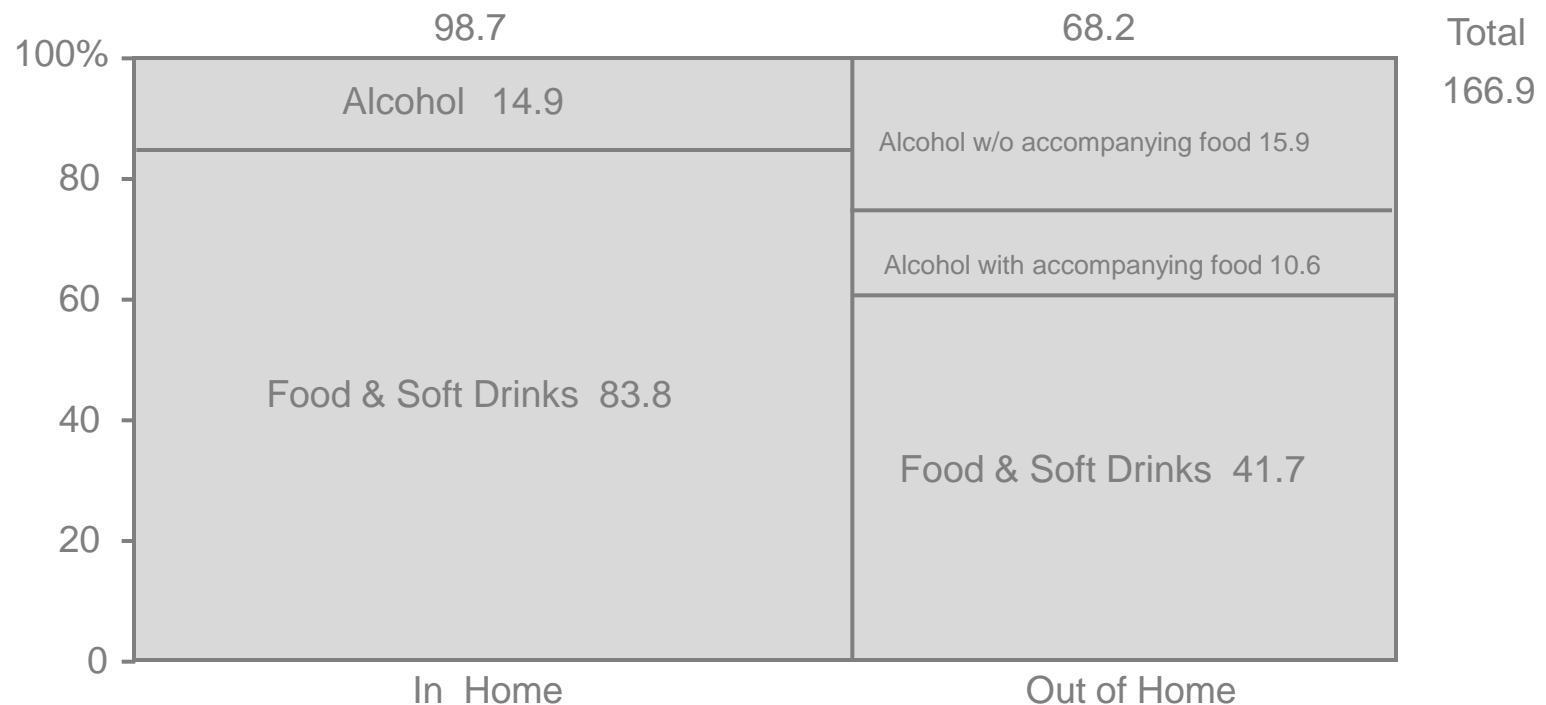 98.7 68.2 Total
100% 166.9
Alcohol 14.9
Alcohol w/o accompanying food 15.9
80
Alcohol with accompanying food 10.6
60
Food & Soft Drinks 83.8
40
Food & Soft Drinks 41.7
20
0
In Home Out of Home